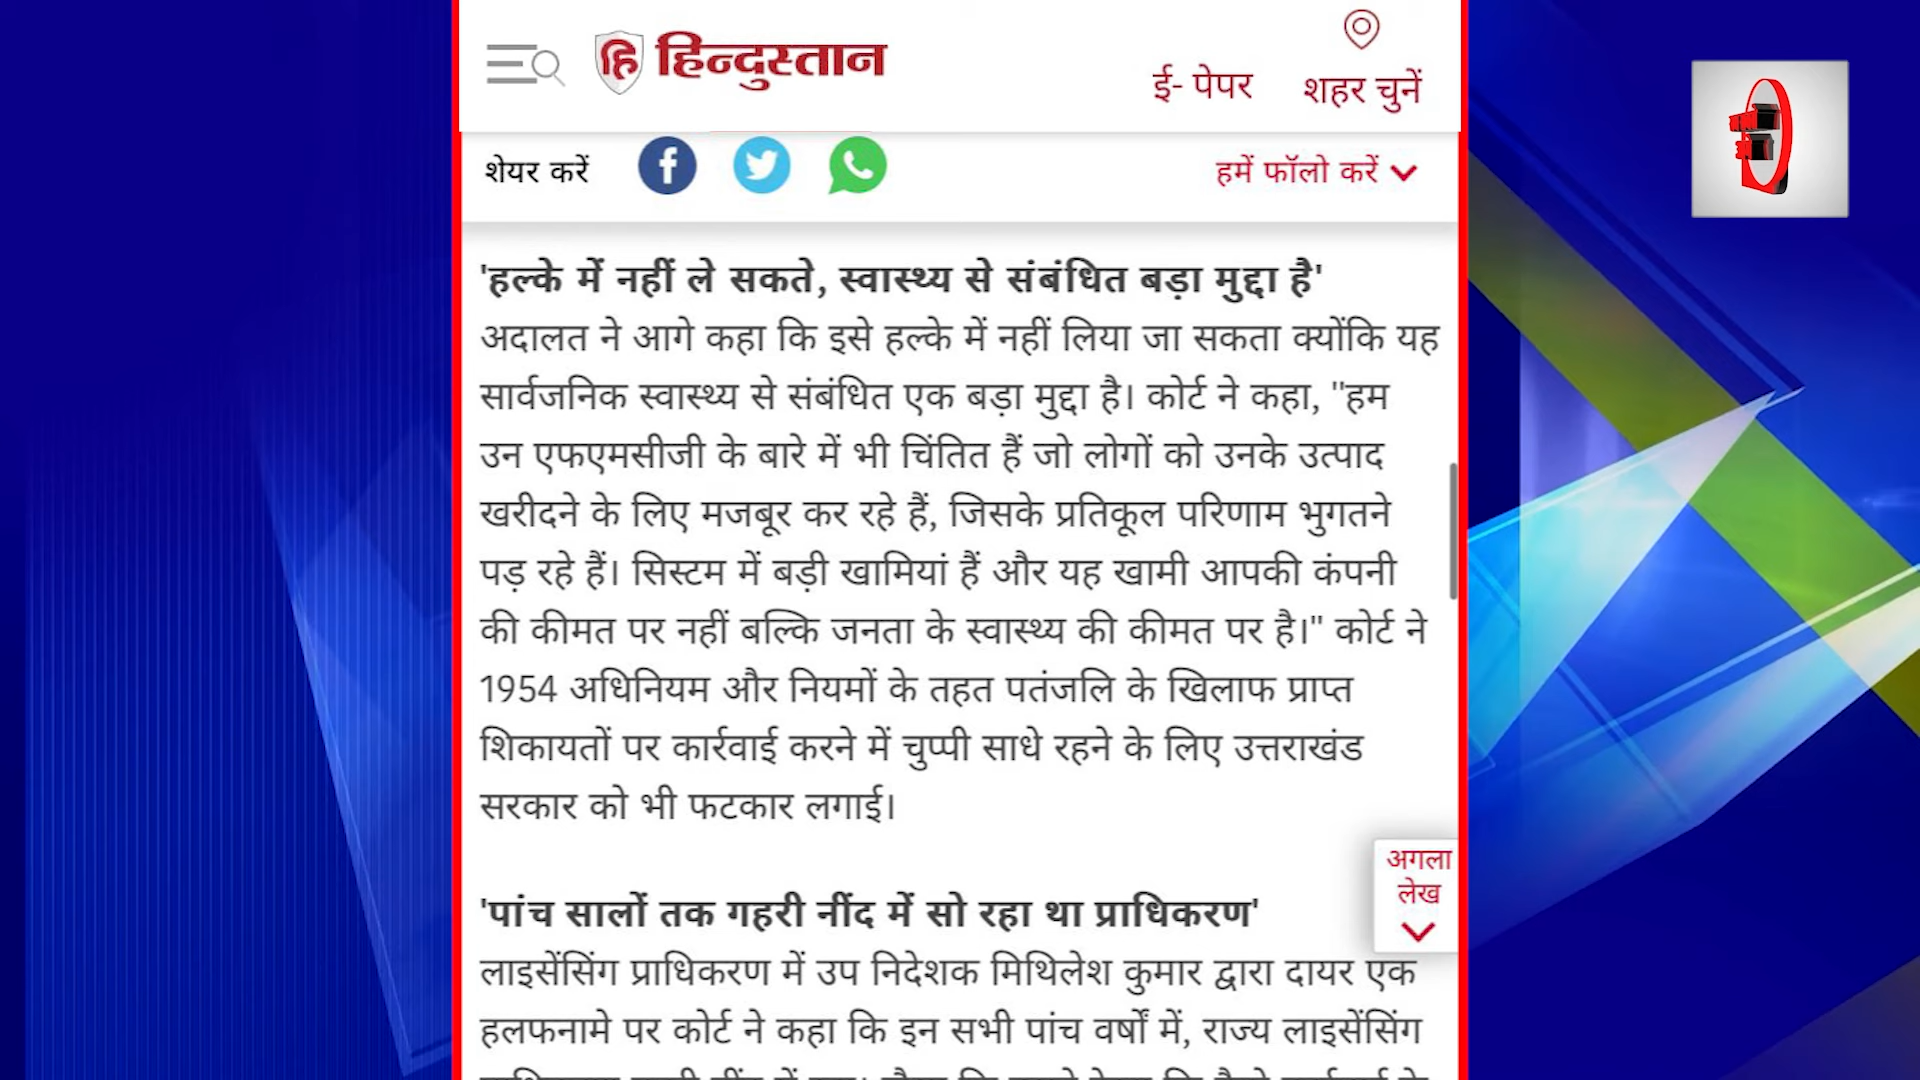 हिन्दुस्तान
ई- पेपर
शहर चुनें
शेयर करें
हमें फॉलो करें
'हल्के में नहीं ले सकते, स्वास्थ्य से संबंधित बड़ा मुद्दा है'
अदालत ने आगे कहा कि इसे हल्के में नहीं लिया जा सकता क्योंकि यह
सार्वजनिक स्वास्थ्य से संबंधित एक बड़ा मुद्दा है। कोर्ट ने कहा, "हम
उन एफएमसीजी के बारे में भी चिंतित हैं जो लोगों को उनके उत्पाद
खरीदने के लिए मजबूर कर रहे हैं, जिसके प्रतिकूल परिणाम भुगतने
पड़ रहे हैं। सिस्टम में बड़ी खामियां हैं और यह खामी आपकी कंपनी
की कीमत पर नहीं बल्कि जनता के स्वास्थ्य की कीमत पर है।" कोर्ट ने
1954 अधिनियम और नियमों के तहत पतंजलि के खिलाफ प्राप्त
शिकायतों पर कार्रवाई करने में चुप्पी साधे रहने के लिए उत्तराखंड
सरकार को भी फटकार लगाई।
अगला
लेख
'पांच सालों तक गहरी नींद में सो रहा था प्राधिकरण'
लाइसेंसिंग प्राधिकरण में उप निदेशक मिथिलेश कुमार द्वारा दायर एक
हलफनामे पर कोर्ट ने कहा कि इन सभी पांच वर्षों में, राज्य लाइसेंसिंग